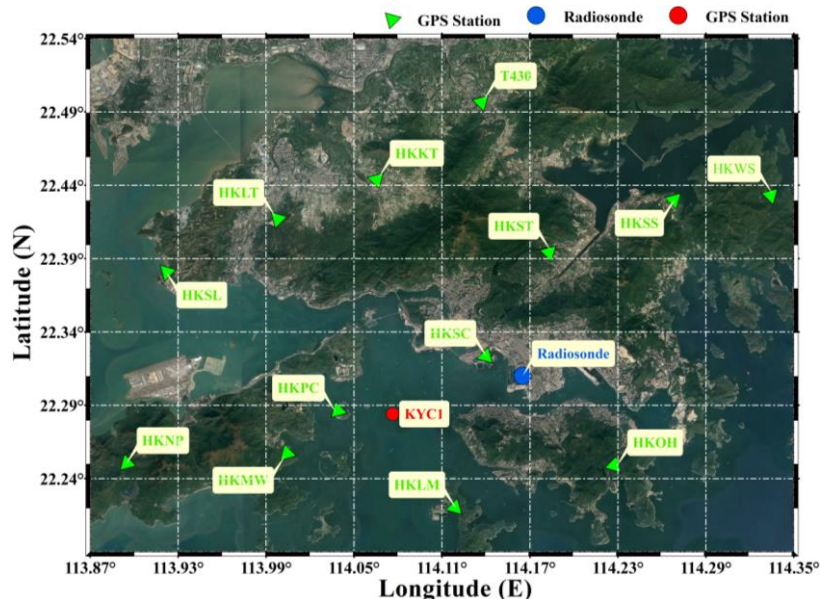 GPS Station Radiosonde GPS Station
22.54°
T430
22.49°
HKKT
HKWS
22.44°
HKLT
HKST
HKSS
22.39°
HKSL
22.34°
HKSC
Radiosonde
HKPC
22.29°
KYC1
HKNP
HKOH
HKMW
HKLM
22.24°
113.87° 113.93° 113.99° 114.05° 114.11° 114.17° 114.23° 114.29° 114.35°
Latitude (N)
Longitude (E)